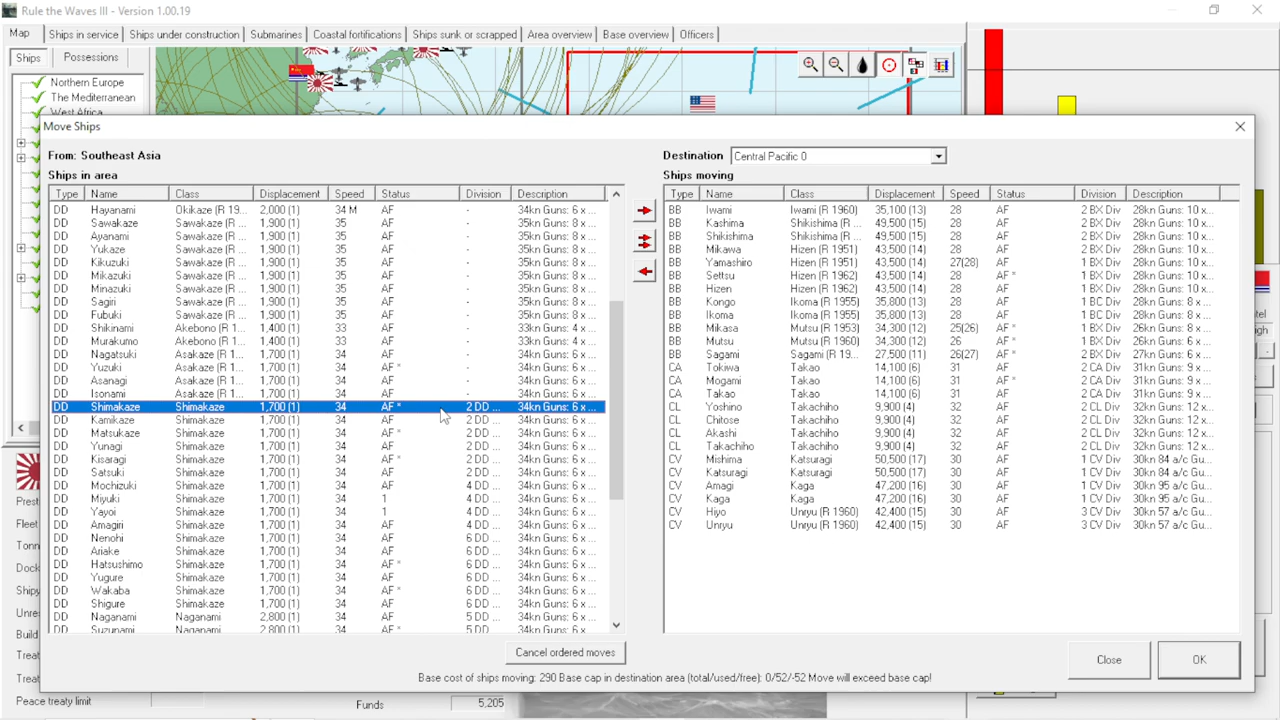 Rule the Waves III - Version 1.00.19
Map Ships in service Ships under construction Submarines Coastal fortifications Ships sunk or scrapped Area overview Base overview Officers
Ships Possessions
Northern Europe
The Mediterranean
West Africa
Move Ships
From: Southeast Asia
Destination Central Pacific 0
Ships in area
Ships moving
Type Name Class Displacement Speed Status Division Description
DD Hayanami Okikaze (R 19... 2,000 (1) 34 M AF - 34kn Guns: 6 x ...
DD Sawakaze Sawakaze (R ... 1,900 (1) 35 AF - 35kn Guns: 8 x ...
DD Ayanami Sawakaze (R ... 1,900 (1) 35 AF - 35kn Guns: 8 x ...
DD Yukaze Sawakaze (R ... 1,900 (1) 35 AF - 35kn Guns: 8 x ...
DD Kikuzuki Sawakaze (R ... 1,900 (1) 35 AF - 35kn Guns: 8 x ...
DD Mikazuki Sawakaze (R ... 1,900 (1) 35 AF - 35kn Guns: 8 x ...
DD Minazuki Sawakaze (R ... 1,900 (1) 35 AF - 35kn Guns: 8 x ...
DD Sagiri Sawakaze (R ... 1,900 (1) 35 AF - 35kn Guns: 8 x ...
DD Fubuki Sawakaze (R ... 1,900 (1) 35 AF - 35kn Guns: 8 x ...
DD Shikinami Akebono (R 1... 1,400 (1) 33 AF - 33kn Guns: 4 x ...
DD Murakumo Akebono (R 1... 1,400 (1) 33 AF - 33kn Guns: 4 x ...
DD Nagatsuki Asakaze (R 1... 1,700 (1) 34 AF - 34kn Guns: 6 x ...
DD Yuzuki Asakaze (R 1... 1,700 (1) 34 AF * - 34kn Guns: 6 x ...
DD Asanagi Asakaze (R 1... 1,700 (1) 34 AF - 34kn Guns: 6 x ...
DD Isonami Asakaze (R 1... 1,700 (1) 34 AF - 34kn Guns: 6 x ...
DD Shimakaze Shimakaze 1,700 (1) 34 AF * 2 DD ... 34kn Guns: 6 x ...
DD Kamikaze Shimakaze 1,700 (1) 34 AF 2 DD ... 34kn Guns: 6 x ...
DD Matsukaze Shimakaze 1,700 (1) 34 AF * 2 DD ... 34kn Guns: 6 x ...
DD Yunagi Shimakaze 1,700 (1) 34 AF 2 DD ... 34kn Guns: 6 x ...
DD Kisaragi Shimakaze 1,700 (1) 34 AF * 2 DD ... 34kn Guns: 6 x ...
DD Satsuki Shimakaze 1,700 (1) 34 AF 2 DD ... 34kn Guns: 6 x ...
DD Mochizuki Shimakaze 1,700 (1) 34 AF 4 DD ... 34kn Guns: 6 x ...
DD Miyuki Shimakaze 1,700 (1) 34 1 4 DD ... 34kn Guns: 6 x ...
DD Yayoi Shimakaze 1,700 (1) 34 1 4 DD ... 34kn Guns: 6 x ...
DD Amagiri Shimakaze 1,700 (1) 34 AF 4 DD ... 34kn Guns: 6 x ...
DD Nenohi Shimakaze 1,700 (1) 34 AF 6 DD ... 34kn Guns: 6 x ...
DD Ariake Shimakaze 1,700 (1) 34 AF 6 DD ... 34kn Guns: 6 x ...
DD Hatsushimo Shimakaze 1,700 (1) 34 AF * 6 DD ... 34kn Guns: 6 x ...
DD Yugure Shimakaze 1,700 (1) 34 AF 6 DD ... 34kn Guns: 6 x ...
DD Wakaba Shimakaze 1,700 (1) 34 AF * 6 DD ... 34kn Guns: 6 x ...
DD Shigure Shimakaze 1,700 (1) 34 AF 6 DD ... 34kn Guns: 6 x ...
DD Naganami Naganami 2,800 (1) 34 AF 5 DD ... 34kn Guns: 6 x ...
DD Suzunami Naganami 2,800 (1) 34 AF * 5 DD ... 34kn Guns: 6 x ...
Type Name Class Displacement Speed Status Division Description
BB Iwami Iwami (R 1960) 35,100 (13) 28 AF 2 BX Div 28kn Guns: 10 x...
BB Kashima Shikishima (R ... 49,500 (15) 28 AF 2 BX Div 28kn Guns: 10 x...
BB Shikishima Shikishima (R ... 49,500 (15) 28 AF 2 BX Div 28kn Guns: 10 x...
BB Mikawa Hizen (R 1951) 43,500 (14) 28 AF 1 BX Div 28kn Guns: 10 x...
BB Yamashiro Hizen (R 1951) 43,500 (14) 27(28) AF 1 BX Div 28kn Guns: 10 x...
BB Settsu Hizen (R 1962) 43,500 (14) 28 AF * 2 BX Div 28kn Guns: 10 x...
BB Hizen Hizen (R 1962) 43,500 (14) 28 AF 1 BX Div 28kn Guns: 10 x...
BB Kongo Ikoma (R 1955) 35,800 (13) 28 AF 1 BC Div 28kn Guns: 8 x ...
BB Ikoma Ikoma (R 1955) 35,800 (13) 28 AF 1 BC Div 28kn Guns: 8 x ...
BB Mikasa Mutsu (R 1953) 34,300 (12) 25(26) AF * 1 BX Div 26kn Guns: 8 x ...
BB Mutsu Mutsu (R 1960) 34,300 (12) 26 AF * 1 BX Div 26kn Guns: 6 x ...
BB Sagami Sagami (R 19... 27,500 (11) 26(27) AF * 2 BX Div 27kn Guns: 6 x ...
CA Tokiwa Takao 14,100 (6) 31 AF 2 CA Div 31kn Guns: 9 x ...
CA Mogami Takao 14,100 (6) 31 AF * 2 CA Div 31kn Guns: 9 x ...
CA Takao Takao 14,100 (6) 31 AF 2 CA Div 31kn Guns: 9 x ...
CL Yoshino Takachiho 9,900 (4) 32 AF 2 CL Div 32kn Guns: 12 x...
CL Chitose Takachiho 9,900 (4) 32 AF 2 CL Div 32kn Guns: 12 x...
CL Akashi Takachiho 9,900 (4) 32 AF 2 CL Div 32kn Guns: 12 x...
CL Takachiho Takachiho 9,900 (4) 32 AF 2 CL Div 32kn Guns: 12 x...
CV Mishima Katsuragi 50,500 (17) 30 AF 1 CV Div 30kn 84 a/c Gu...
CV Katsuragi Katsuragi 50,500 (17) 30 AF 1 CV Div 30kn 84 a/c Gu...
CV Amagi Kaga 47,200 (16) 30 AF 1 CV Div 30kn 95 a/c Gu...
CV Kaga Kaga 47,200 (16) 30 AF 1 CV Div 30kn 95 a/c Gu...
CV Hiyo Unryu (R 1960) 42,400 (15) 30 AF 3 CV Div 30kn 57 a/c Gu...
CV Unryu Unryu (R 1960) 42,400 (15) 30 AF 3 CV Div 30kn 57 a/c Gu...
Cancel ordered moves
Close OK
Base cost of ships moving: 290 Base cap in destination area (total/used/free): 0/52/-52 Move will exceed base cap!
Prest
Fleet
Tonn
Dock
Shipy
Unres
Build
Treat
Treat
Peace treaty limit
Funds 5,205
tel
high